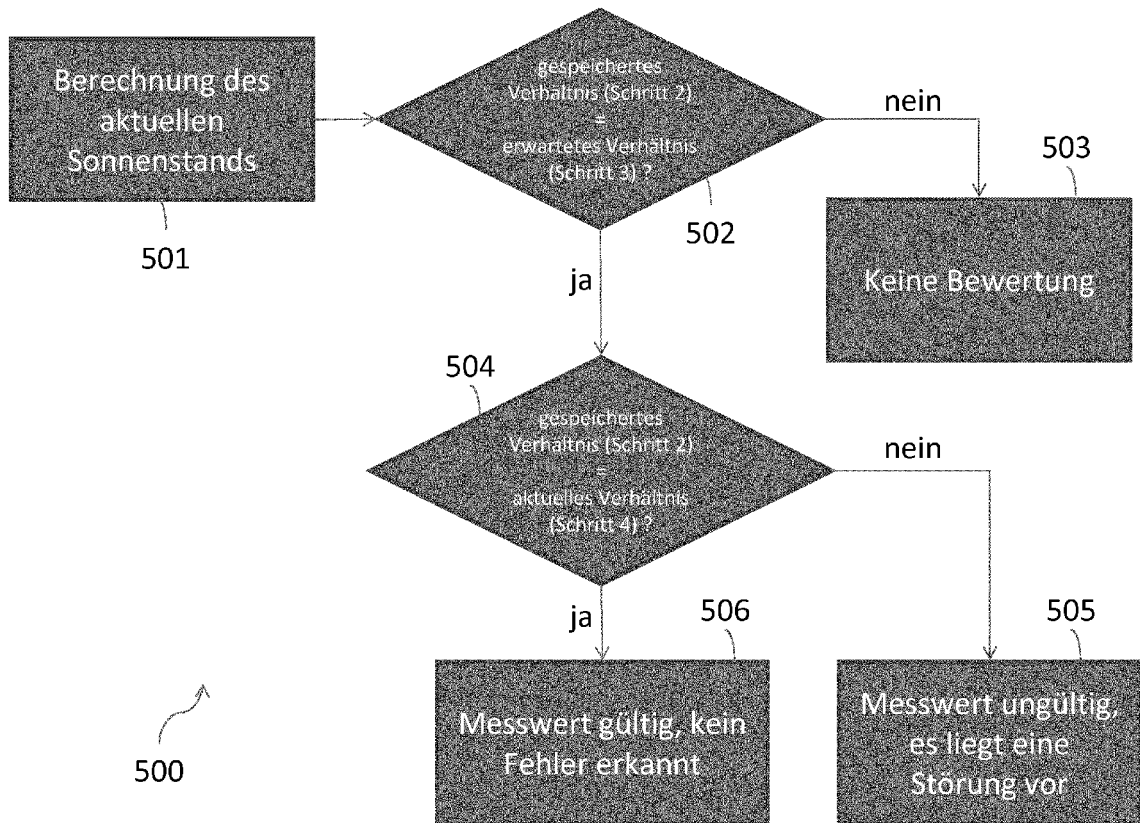 Berechnung des
aktuellen
Sonnenstands
501
gespeichertes
Verhältnis (Schritt 2)
=
erwartetes Verhältnis
(Schritt 3) ?
502
nein
503
Keine Bewertung
ja
504
gespeichertes
Verhältnis (Schritt 2)
=
aktuelles Verhältnis
(Schritt 4) ?
nein
ja
506
Messwert gültig, kein
Fehler erkannt
505
Messwert ungültig,
es liegt eine
Störung vor
500